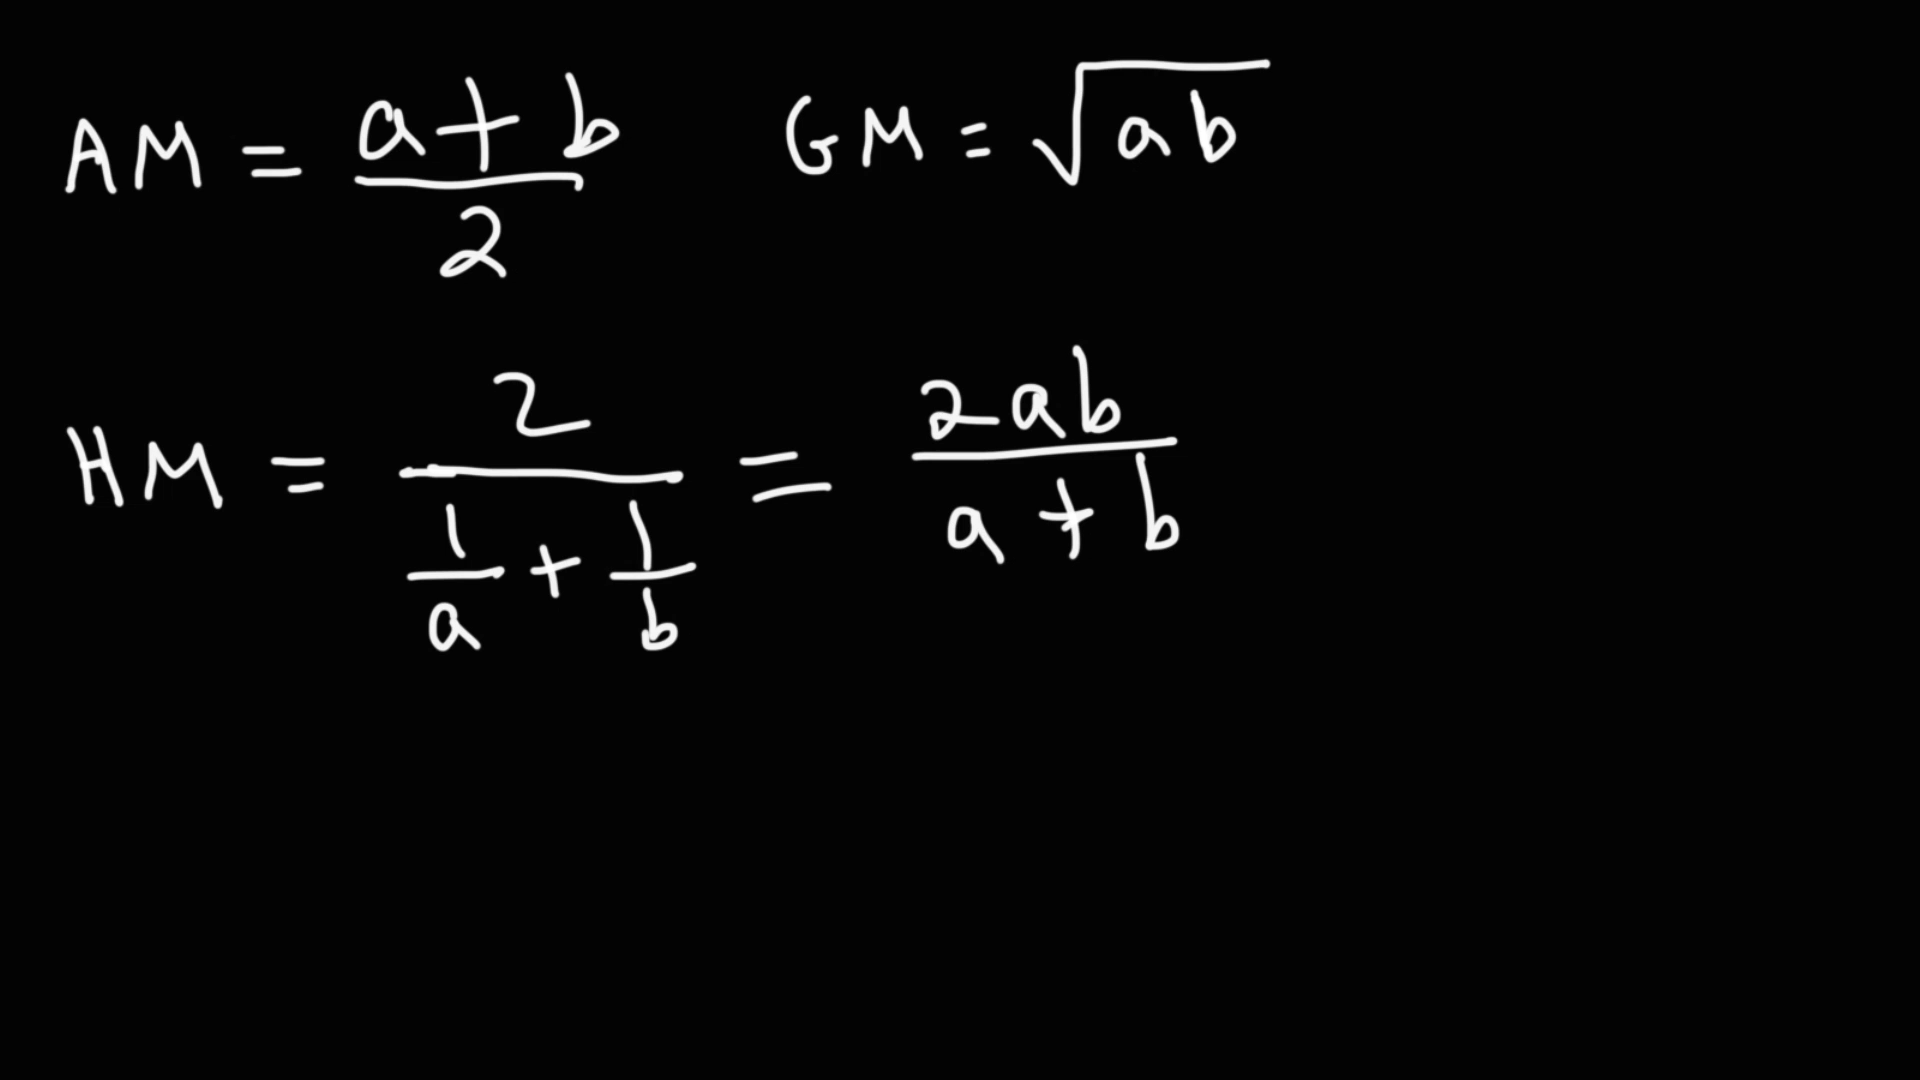 AM = a+b/2 GM = √ab
HM = 2/(1/a + 1/b) = 2ab/(a+b)